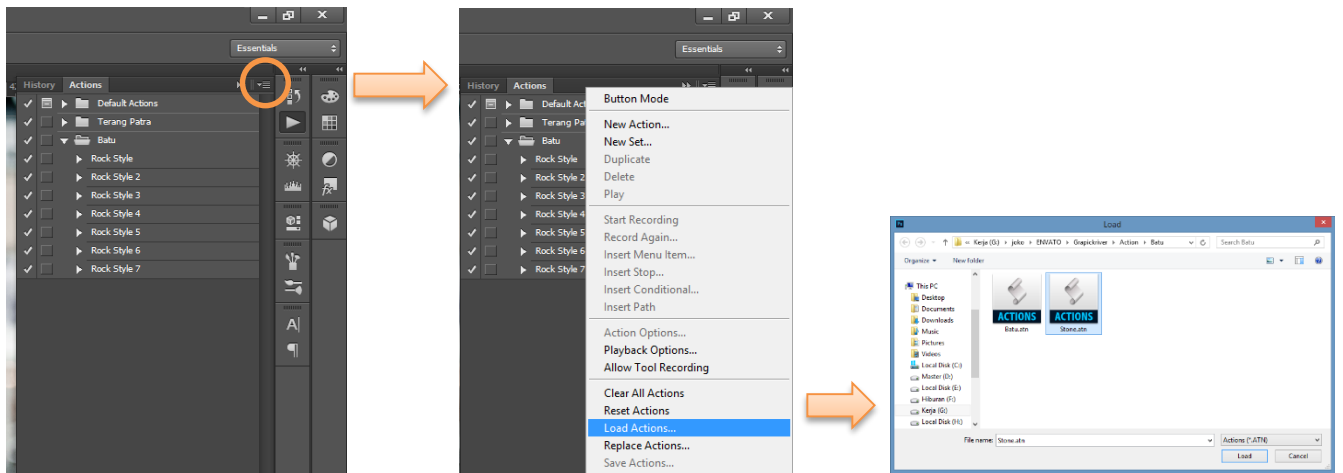 Essentials
History Actions
Default Actions
Terang Patra
Batu
Rock Style
Rock Style 2
Rock Style 3
Rock Style 4
Rock Style 5
Rock Style 6
Rock Style 7
Essentials
History Actions
Default Act
Terang Pat
Batu
Rock Style
Rock Style 2
Rock Style 3
Rock Style 4
Rock Style 5
Rock Style 6
Rock Style 7
Button Mode
New Action...
New Set...
Duplicate
Delete
Play
Start Recording
Record Again...
Insert Menu Item...
Insert Stop...
Insert Conditional...
Insert Path
Action Options...
Playback Options...
Allow Tool Recording
Clear All Actions
Reset Actions
Load Actions...
Replace Actions...
Save Actions...
Load
« Kerja (G:) › joko › ENVATO › Grapickriver › Action › Batu
Search Batu
Organize New folder
This PC
Desktop
Documents
Downloads
Music
Pictures
Videos
Local Disk (C:)
Master (D:)
Local Disk (E:)
Hiburan (F:)
Kerja (G:)
Local Disk (H:)
ACTIONS
Batu.atn
ACTIONS
Stone.atn
File name: Stone.atn
Actions (*.ATN)
Load Cancel